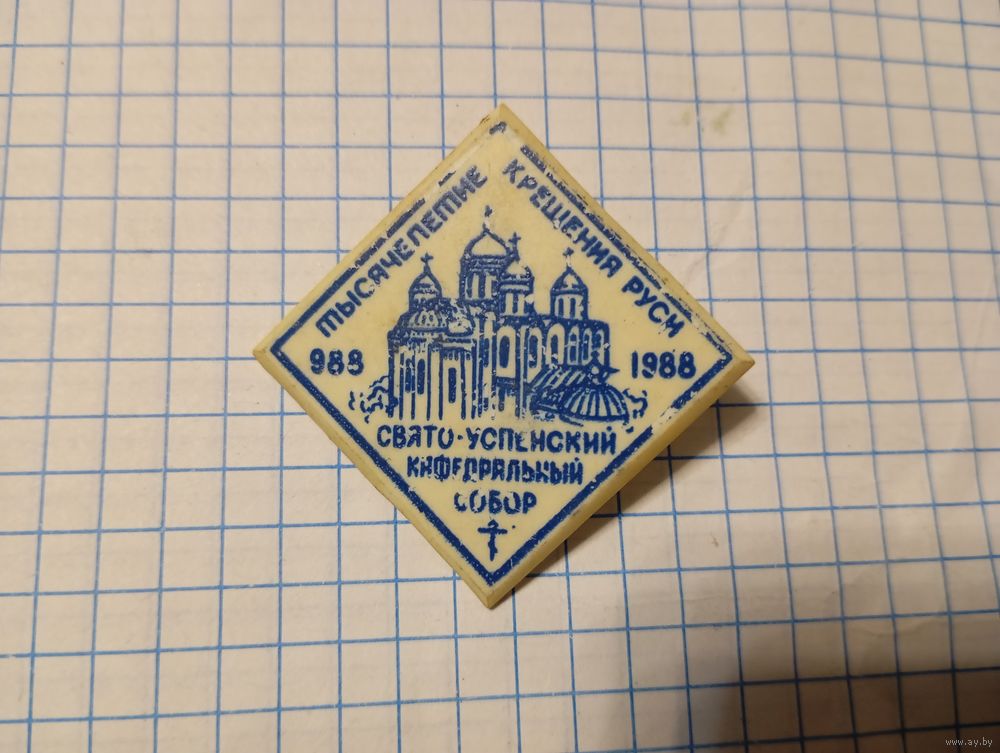 ТЫСЯЧЕЛЕТИЕ
КРЕЩЕНИЯ РУСИ
988
1988
СВЯТО-УСПЕНСКИЙ
КАФЕДРАЛЬНЫЙ
СОБОР
www.ay.by